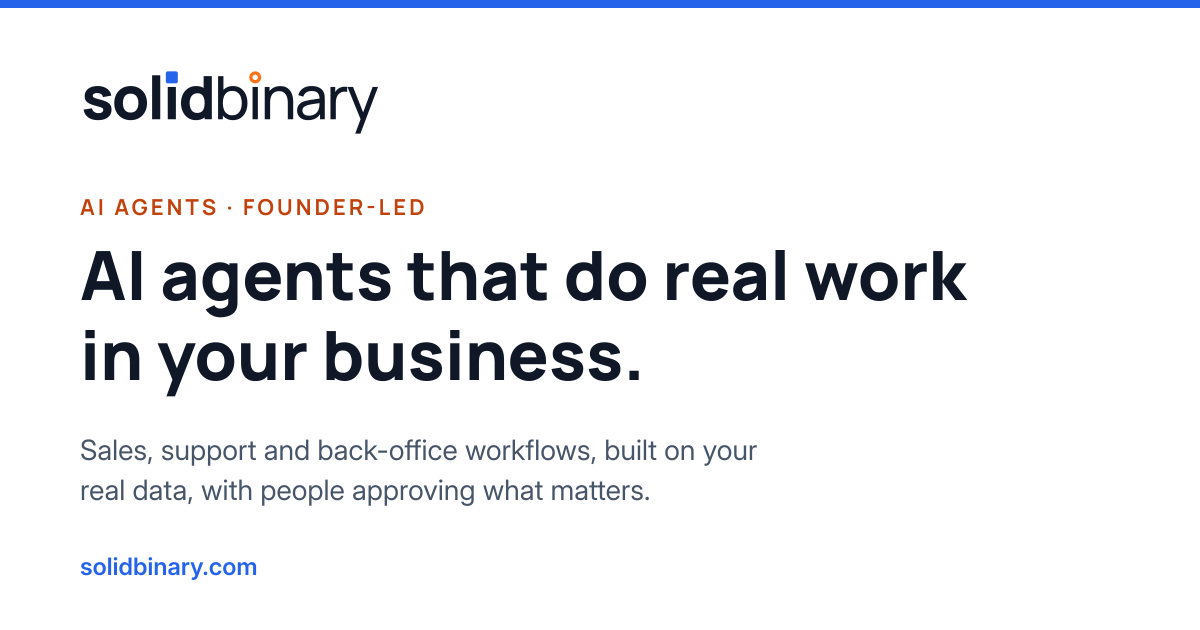 solidbinary
AI AGENTS · FOUNDER-LED
AI agents that do real work
in your business.
Sales, support and back-office workflows, built on your
real data, with people approving what matters.
solidbinary.com